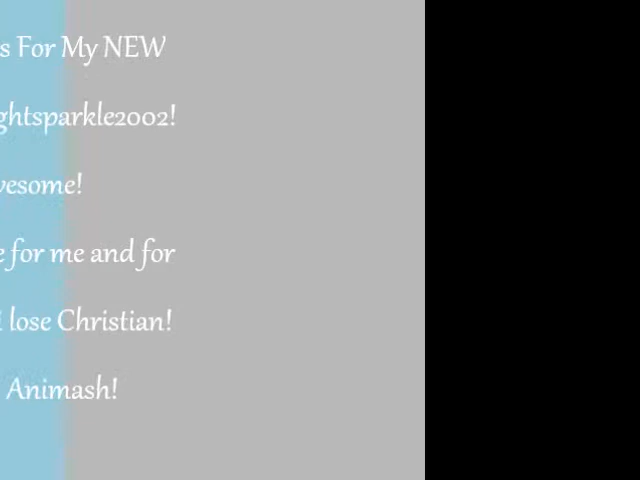 s For My NEW
ghtsparkle2002!
vesome!
e for me and for
i lose Christian!
Animash!